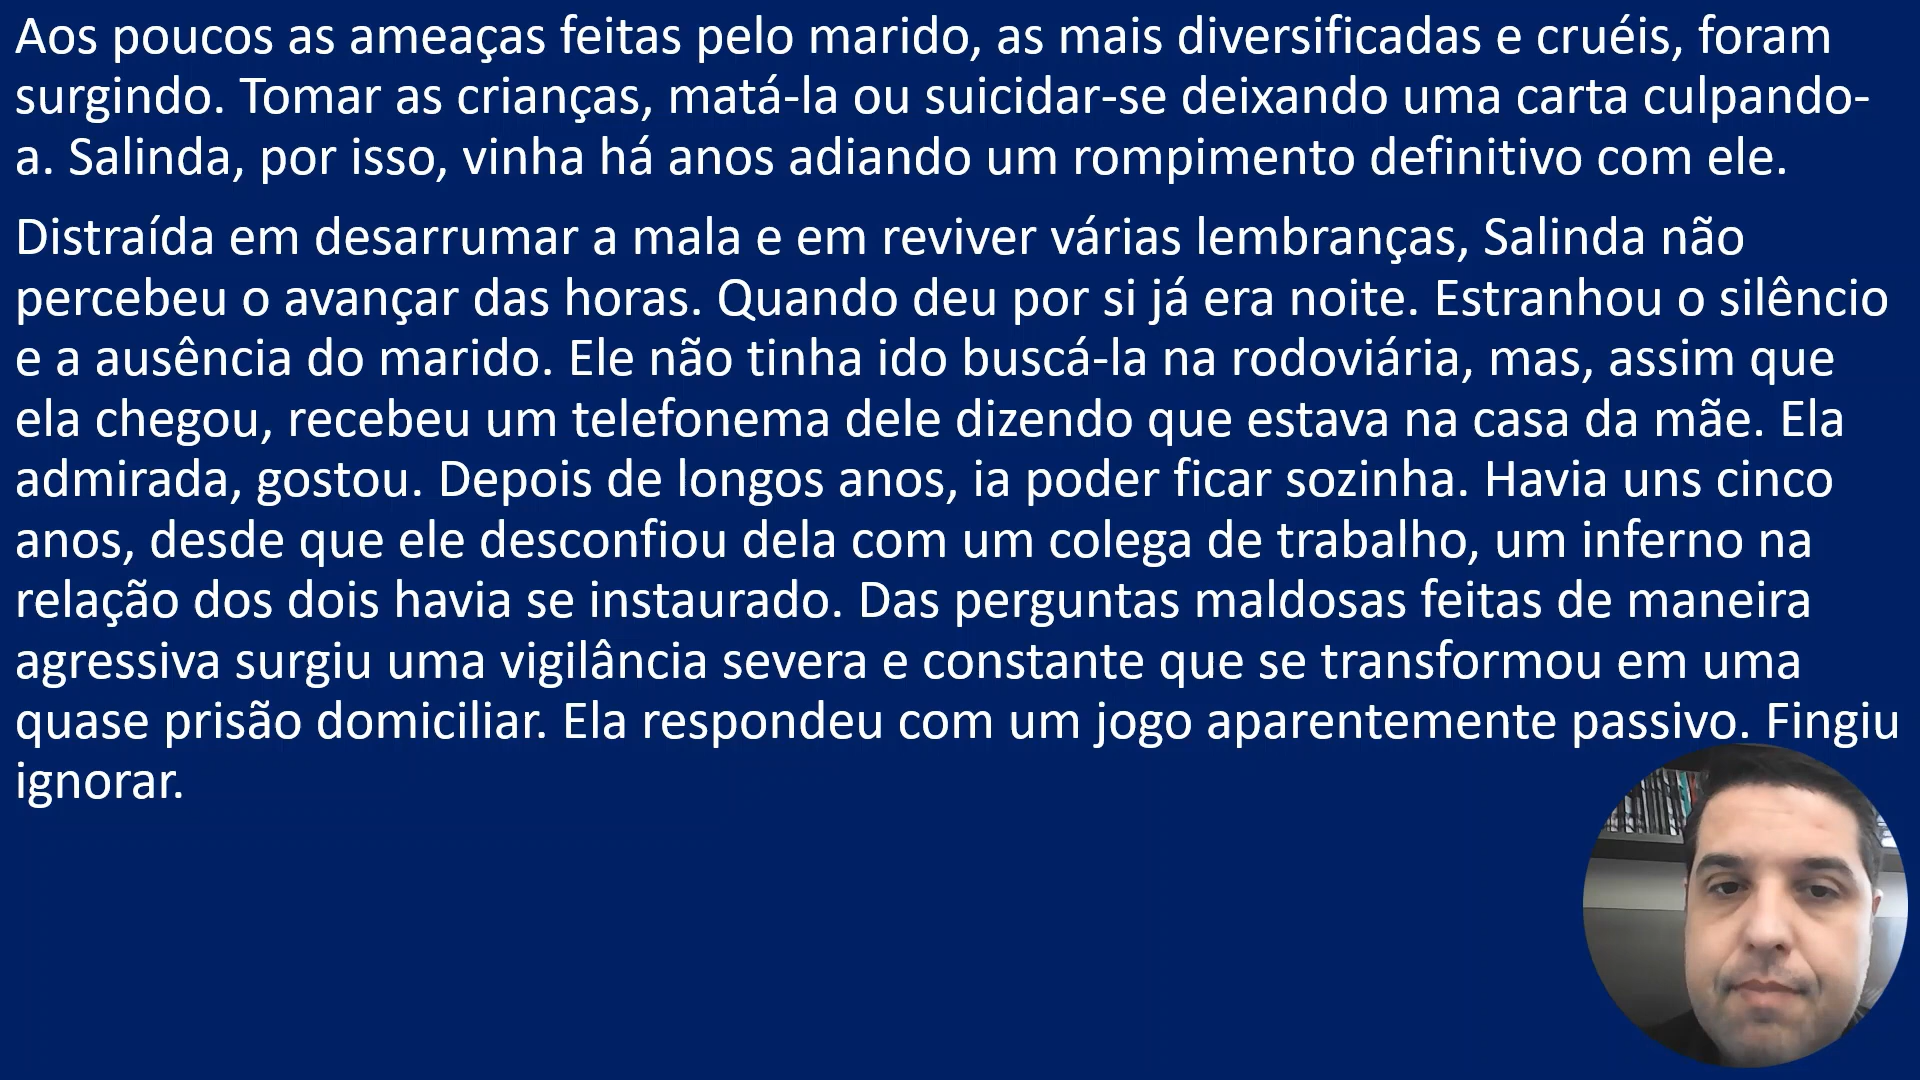 Aos poucos as ameaças feitas pelo marido, as mais diversificadas e cruéis, foram
surgindo. Tomar as crianças, matá-la ou suicidar-se deixando uma carta culpando-
a. Salinda, por isso, vinha há anos adiando um rompimento definitivo com ele.
Distraída em desarrumar a mala e em reviver várias lembranças, Salinda não
percebeu o avançar das horas. Quando deu por si já era noite. Estranhou o silêncio
e a ausência do marido. Ele não tinha ido buscá-la na rodoviária, mas, assim que
ela chegou, recebeu um telefonema dele dizendo que estava na casa da mãe. Ela
admirada, gostou. Depois de longos anos, ia poder ficar sozinha. Havia uns cinco
anos, desde que ele desconfiou dela com um colega de trabalho, um inferno na
relação dos dois havia se instaurado. Das perguntas maldosas feitas de maneira
agressiva surgiu uma vigilância severa e constante que se transformou em uma
quase prisão domiciliar. Ela respondeu com um jogo aparentemente passivo. Fingiu
ignorar.